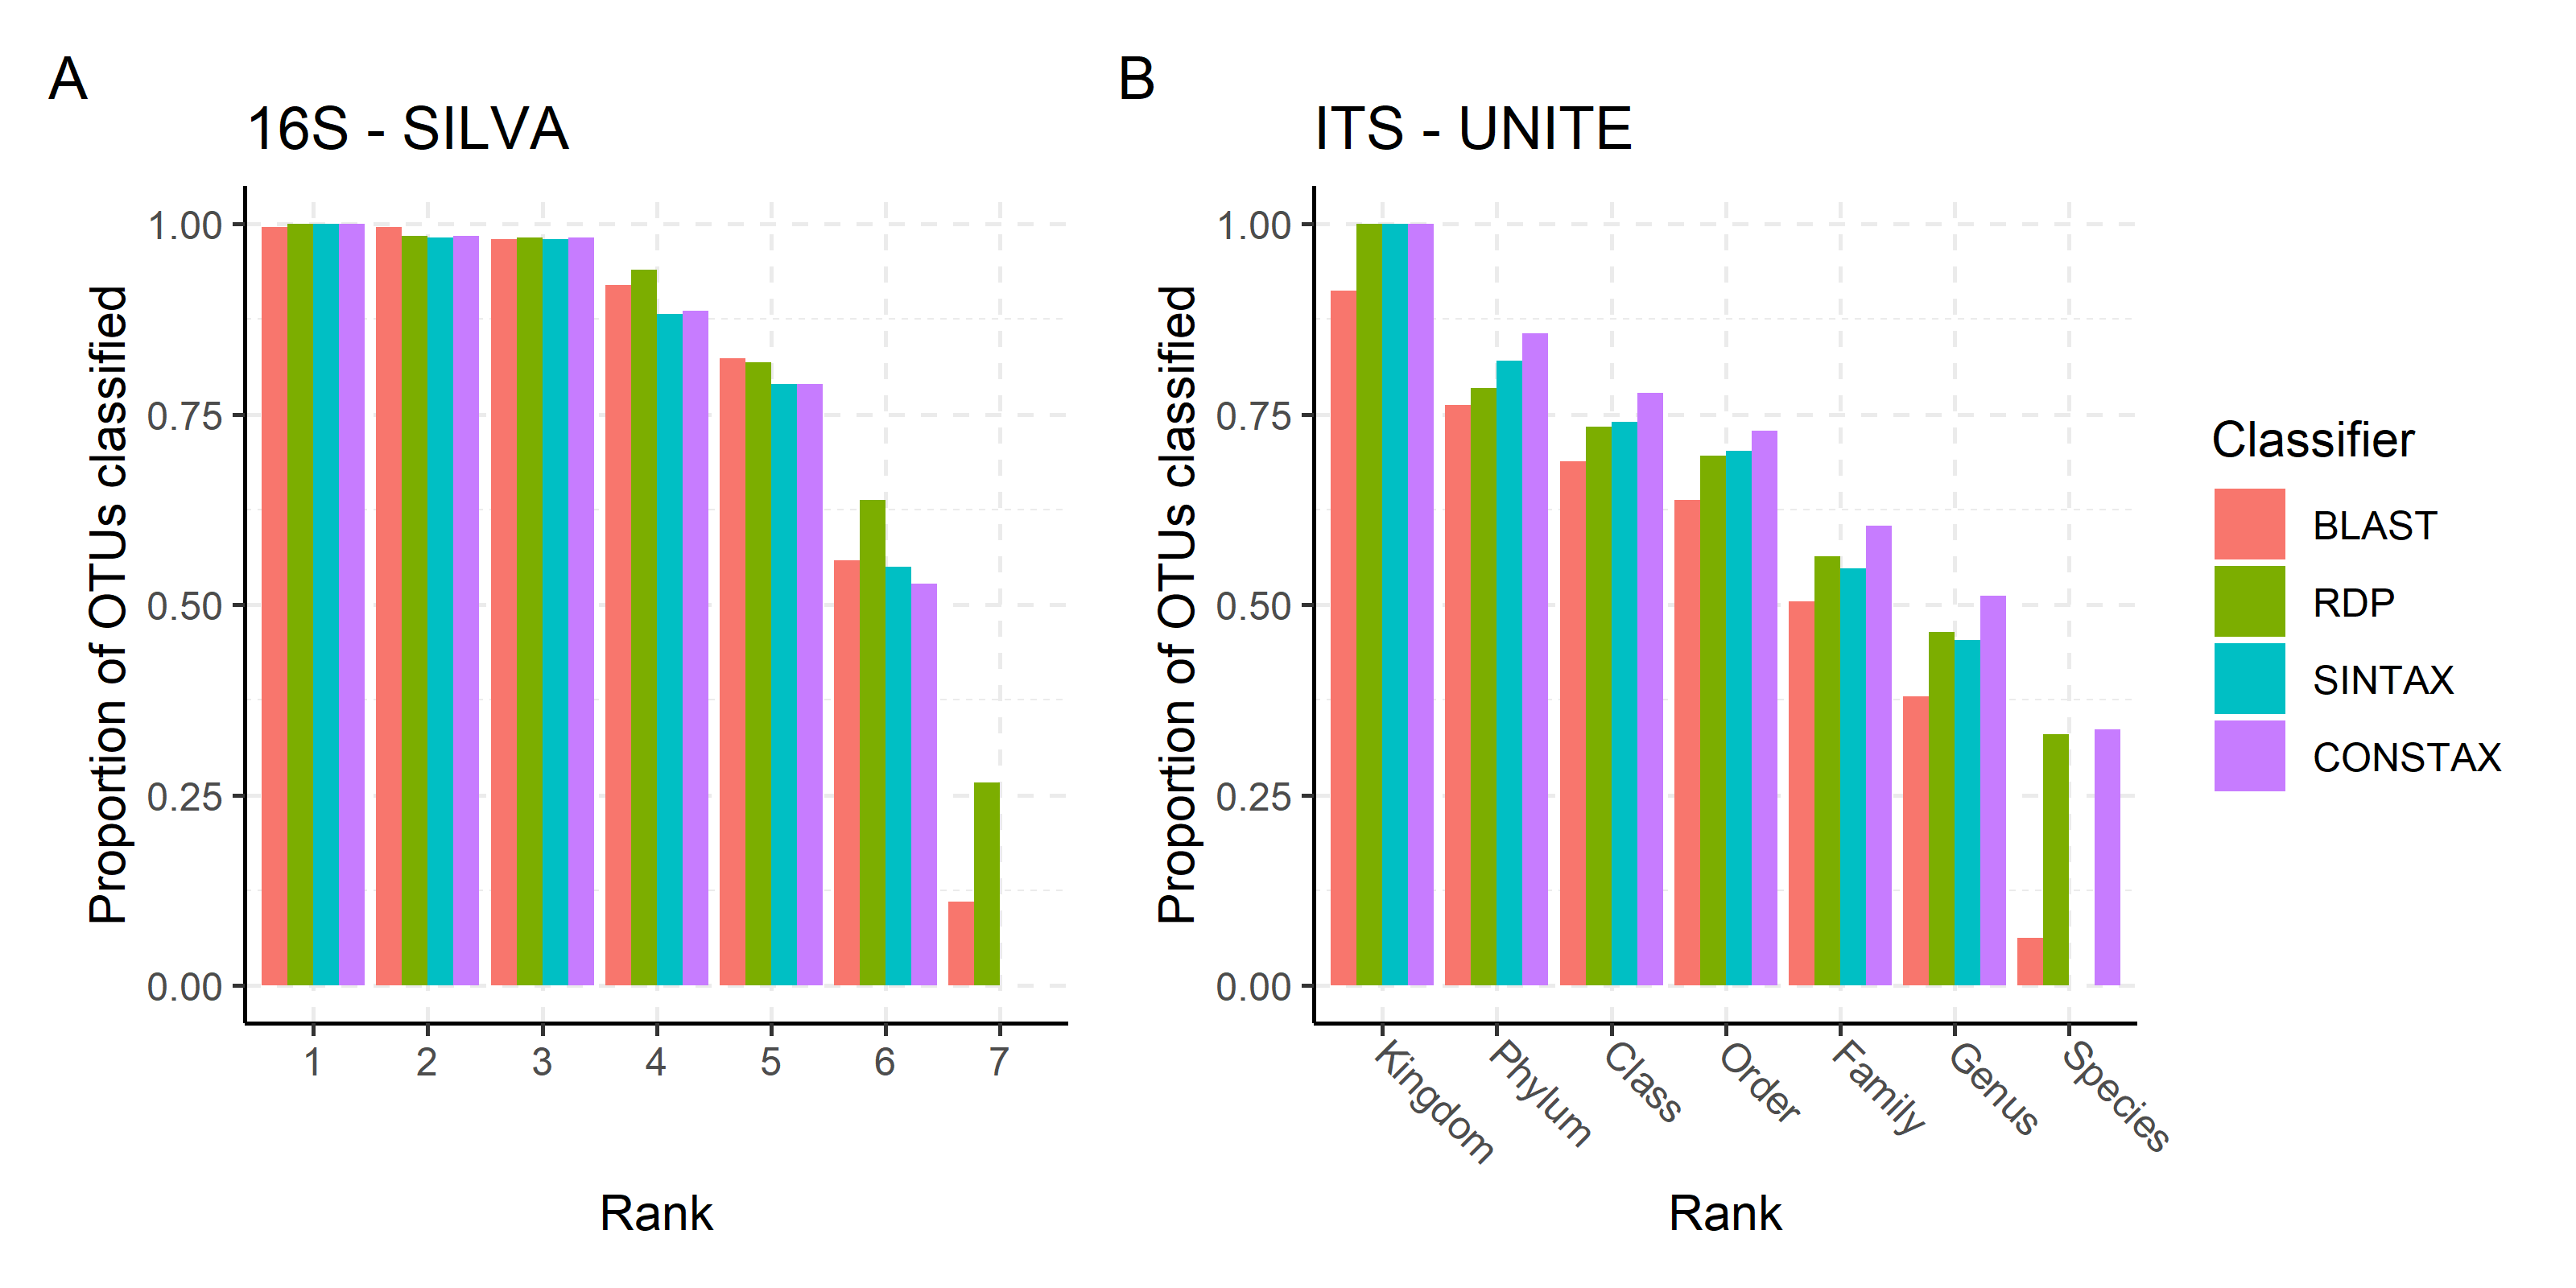 A
16S - SILVA
Proportion of OTUs classified
1.00
0.75
0.50
0.25
0.00
1 2 3 4 5 6 7
Rank
B
ITS - UNITE
Proportion of OTUs classified
1.00
0.75
0.50
0.25
0.00
Kingdom
Phylum
Class
Order
Family
Genus
Species
Rank
Classifier
BLAST
RDP
SINTAX
CONSTAX